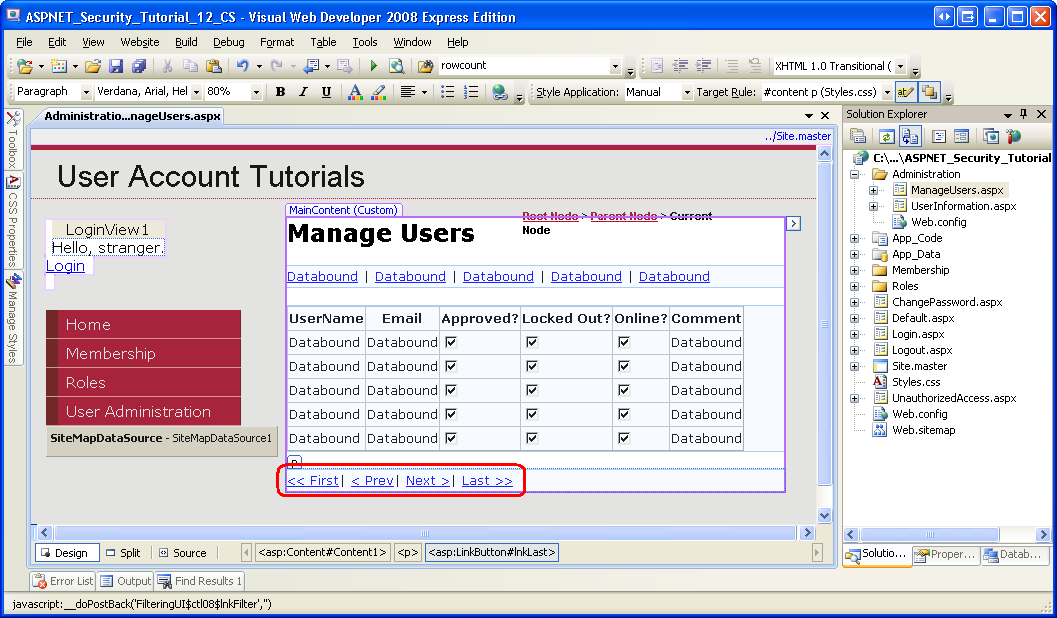 ASPNET_Security_Tutorial_12_CS - Visual Web Developer 2008 Express Edition
File Edit View Website Build Debug Format Table Tools Window Help
rowcount XHTML 1.0 Transitional (
Paragraph Verdana, Arial, Hel 80% B I U Style Application: Manual Target Rule: #content p (Styles.css)
Toolbox
CSS Properties
Manage Styles
Administratio...nageUsers.aspx
../Site.master
User Account Tutorials
LoginView1
Hello, stranger.
Login
Home
Membership
Roles
User Administration
SiteMapDataSource - SiteMapDataSource1
MainContent (Custom)
Root Node > Parent Node > Current
Node
Manage Users
Databound | Databound | Databound | Databound | Databound
UserName Email Approved? Locked Out? Online? Comment
Databound Databound Databound
Databound Databound Databound
Databound Databound Databound
Databound Databound Databound
Databound Databound Databound
p
<< First | < Prev | Next > | Last >>
Design Split Source <asp:Content#Content1> <p> <asp:LinkButton#lnkLast>
Solution Explorer
C:\...\ASPNET_Security_Tutorial
Administration
ManageUsers.aspx
UserInformation.aspx
Web.config
App_Code
App_Data
Membership
Roles
ChangePassword.aspx
Default.aspx
Login.aspx
Logout.aspx
Site.master
Styles.css
UnauthorizedAccess.aspx
Web.config
Web.sitemap
Solutio... Proper... Datab...
Error List Output Find Results 1
javascript:__doPostBack('FilteringUI$ctl08$lnkFilter','')